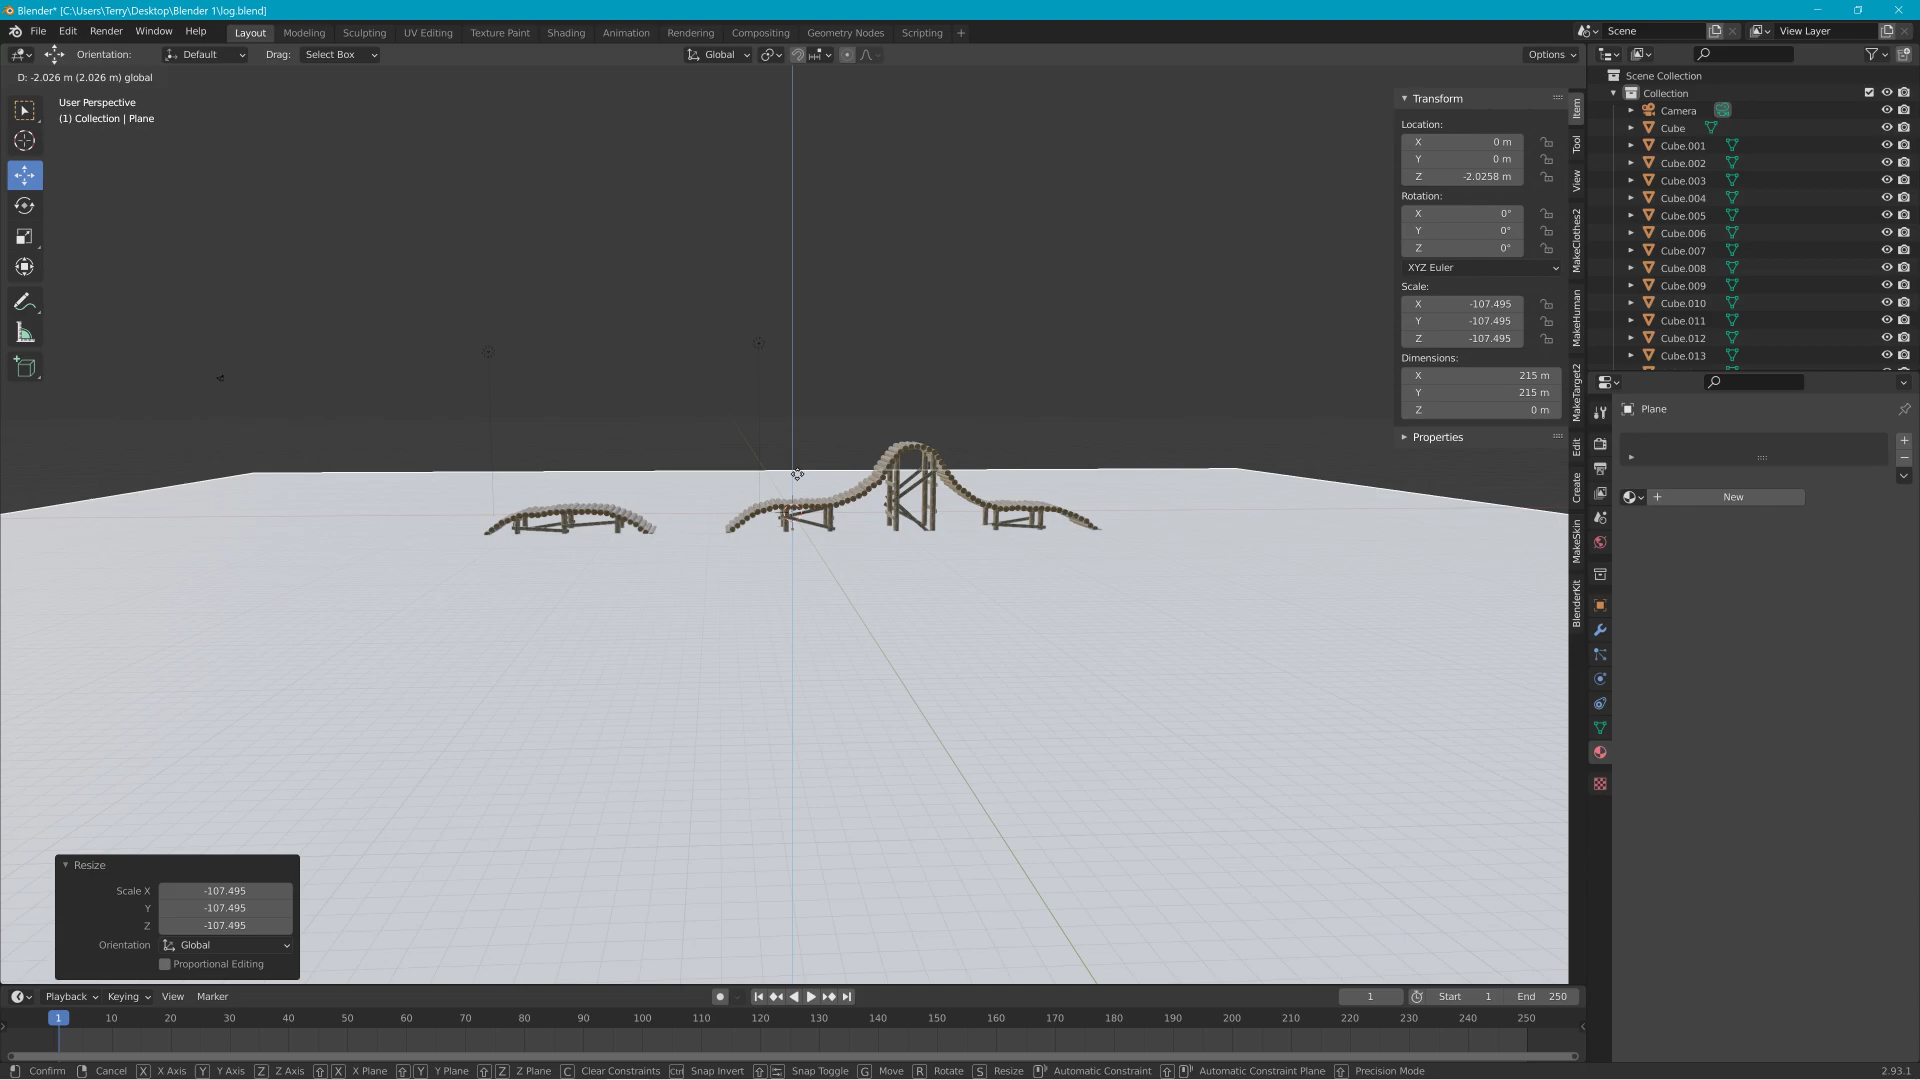 Blender* [C:\Users\Terry\Desktop\Blender 1\log.blend]
File Edit Render Window Help Layout Modeling Sculpting UV Editing Texture Paint Shading Animation Rendering Compositing Geometry Nodes Scripting + Scene View Layer
Orientation: Default Drag: Select Box Global Options
D: -2.026 m (2.026 m) global
User Perspective
(1) Collection | Plane
Transform
Location:
X 0 m
Y 0 m
Z -2.0258 m
Rotation:
X 0°
Y 0°
Z 0°
XYZ Euler
Scale:
X -107.495
Y -107.495
Z -107.495
Dimensions:
X 215 m
Y 215 m
Z 0 m
Properties
Item
Tool
View
MakeClothes2
MakeHuman
MakeTarget2
Edit
Create
MakeSkin
BlenderKit
Scene Collection
Collection
Camera
Cube
Cube.001
Cube.002
Cube.003
Cube.004
Cube.005
Cube.006
Cube.007
Cube.008
Cube.009
Cube.010
Cube.011
Cube.012
Cube.013
Plane
+ New
Resize
Scale X -107.495
Y -107.495
Z -107.495
Orientation Global
Proportional Editing
Playback Keying View Marker 1 Start 1 End 250
1 10 20 30 40 50 60 70 80 90 100 110 120 130 140 150 160 170 180 190 200 210 220 230 240 250
Confirm Cancel X X Axis Y Y Axis Z Z Axis X X Plane Y Y Plane Z Z Plane C Clear Constraints Ctrl Snap Invert Snap Toggle G Move R Rotate S Resize Automatic Constraint Automatic Constraint Plane Precision Mode 2.93.1